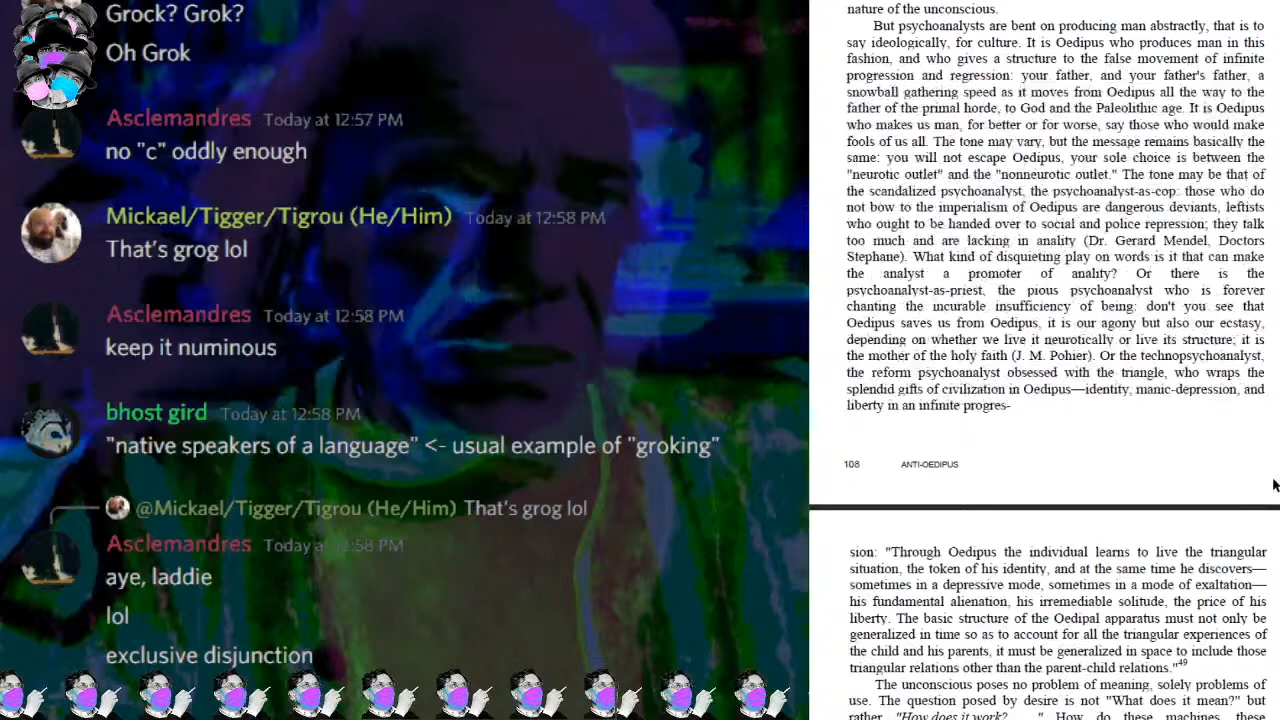 Grock? Grok?
Oh Grok
Asclemandres Today at 12:57 PM
no "c" oddly enough
Mickael/Tigger/Tigrou (He/Him) Today at 12:58 PM
That's grog lol
Asclemandres Today at 12:58 PM
keep it numinous
bhost gird Today at 12:58 PM
"native speakers of a language" <- usual example of "groking"
@Mickael/Tigger/Tigrou (He/Him) That's grog lol
Asclemandres Today at 12:58 PM
aye, laddie
lol
exclusive disjunction
nature of the unconscious.
But psychoanalysts are bent on producing man abstractly, that is to
say ideologically, for culture. It is Oedipus who produces man in this
fashion, and who gives a structure to the false movement of infinite
progression and regression: your father, and your father's father, a
snowball gathering speed as it moves from Oedipus all the way to the
father of the primal horde, to God and the Paleolithic age. It is Oedipus
who makes us man, for better or for worse, say those who would make
fools of us all. The tone may vary, but the message remains basically the
same: you will not escape Oedipus, your sole choice is between the
"neurotic outlet" and the "nonneurotic outlet." The tone may be that of
the scandalized psychoanalyst, the psychoanalyst-as-cop: those who do
not bow to the imperialism of Oedipus are dangerous deviants, leftists
who ought to be handed over to social and police repression; they talk
too much and are lacking in anality (Dr. Gerard Mendel, Doctors
Stephane). What kind of disquieting play on words is it that can make
the analyst a promoter of anality? Or there is the
psychoanalyst-as-priest, the pious psychoanalyst who is forever
chanting the incurable insufficiency of being: don't you see that
Oedipus saves us from Oedipus, it is our agony but also our ecstasy,
depending on whether we live it neurotically or live its structure; it is
the mother of the holy faith (J. M. Pohier). Or the technopsychoanalyst,
the reform psychoanalyst obsessed with the triangle, who wraps the
splendid gifts of civilization in Oedipus—identity, manic-depression, and
liberty in an infinite progres-
108 ANTI-OEDIPUS
sion: "Through Oedipus the individual learns to live the triangular
situation, the token of his identity, and at the same time he discovers—
sometimes in a depressive mode, sometimes in a mode of exaltation—
his fundamental alienation, his irremediable solitude, the price of his
liberty. The basic structure of the Oedipal apparatus must not only be
generalized in time so as to account for all the triangular experiences of
the child and his parents, it must be generalized in space to include those
triangular relations other than the parent-child relations."49
The unconscious poses no problem of meaning, solely problems of
use. The question posed by desire is not "What does it mean?" but
rather "How does it work? " How do these machines, these